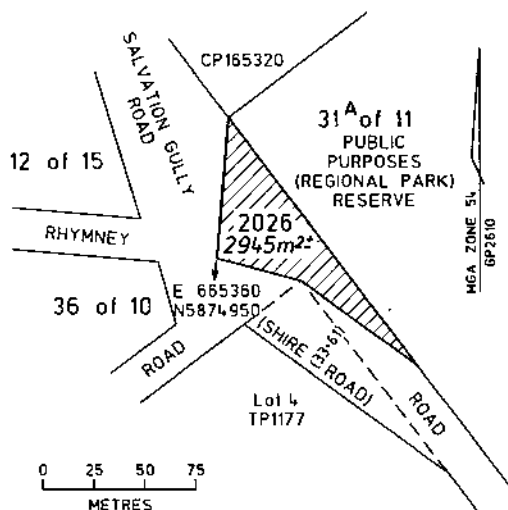 CP165320
SALVATION GULLY
ROAD
31A of 11
PUBLIC
PURPOSES
(REGIONAL PARK)
RESERVE
12 of 15
RHYMNEY
2026
2945m²±
MGA ZONE 54
GP2610
36 of 10
E 665360
N5874950
ROAD
(SHIRE ROAD)
(33·61)
ROAD
Lot 4
TP1177
0 25 50 75
METRES